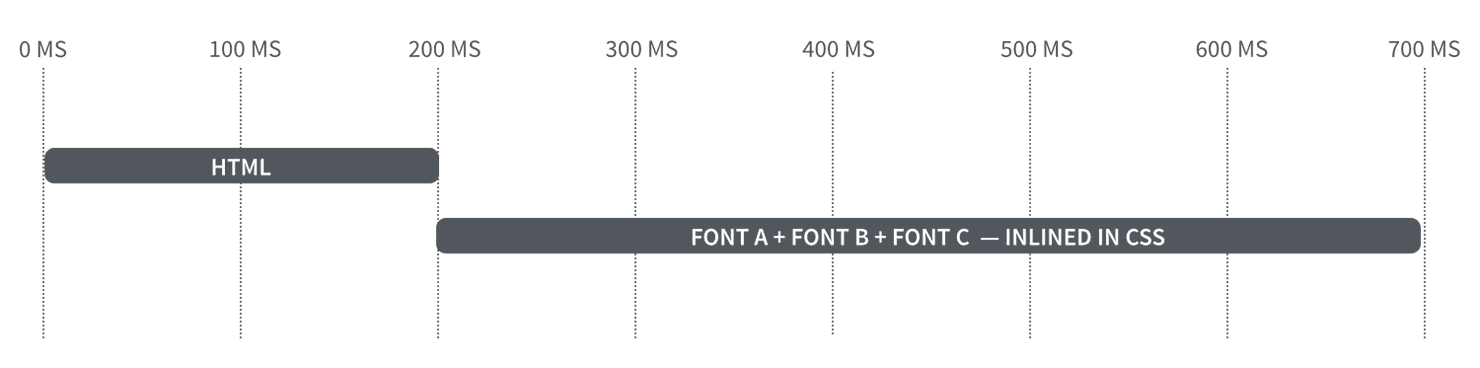 0 MS 100 MS 200 MS 300 MS 400 MS 500 MS 600 MS 700 MS
HTML
FONT A + FONT B + FONT C — INLINED IN CSS